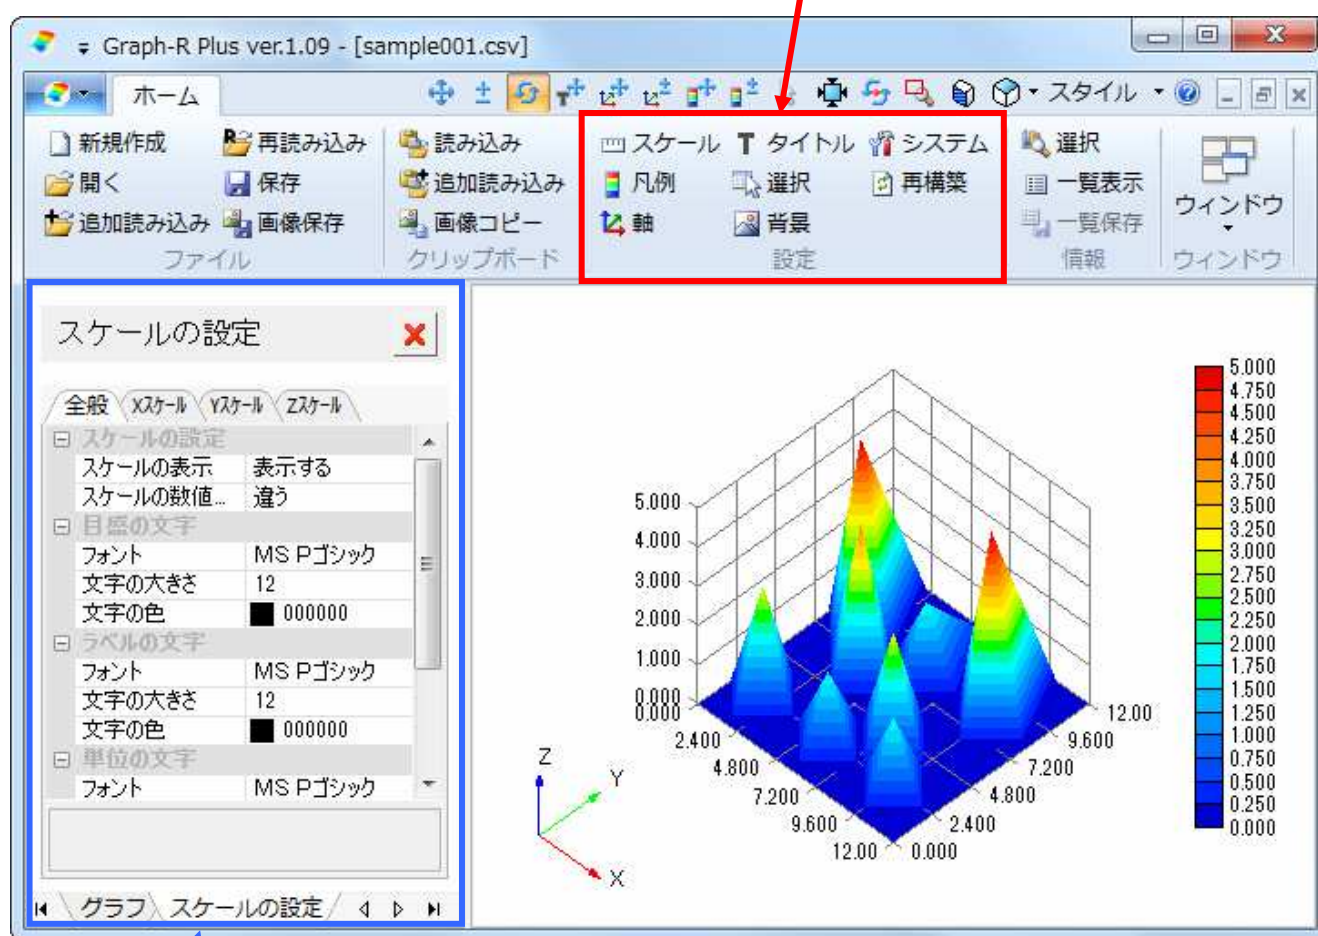 Graph-R Plus ver.1.09 - [sample001.csv]
ホーム
スタイル
新規作成 再読み込み 読み込み スケール タイトル システム 選択
開く 保存 追加読み込み 凡例 選択 再構築 一覧表示 ウィンドウ
追加読み込み 画像保存 画像コピー 軸 背景 一覧保存
ファイル クリップボード 設定 情報 ウィンドウ
スケールの設定
全般 Xスケール Yスケール Zスケール
スケールの設定
スケールの表示 表示する
スケールの数値... 違う
目盛の文字
フォント MS Pゴシック
文字の大きさ 12
文字の色 000000
ラベルの文字
フォント MS Pゴシック
文字の大きさ 12
文字の色 000000
単位の文字
フォント MS Pゴシック
グラフ スケールの設定
5.000
4.000
3.000
2.000
1.000
0.000
0.000
2.400
4.800
7.200
9.600
12.00
0.000
2.400
4.800
7.200
9.600
12.00
Z
Y
X
5.000
4.750
4.500
4.250
4.000
3.750
3.500
3.250
3.000
2.750
2.500
2.250
2.000
1.750
1.500
1.250
1.000
0.750
0.500
0.250
0.000